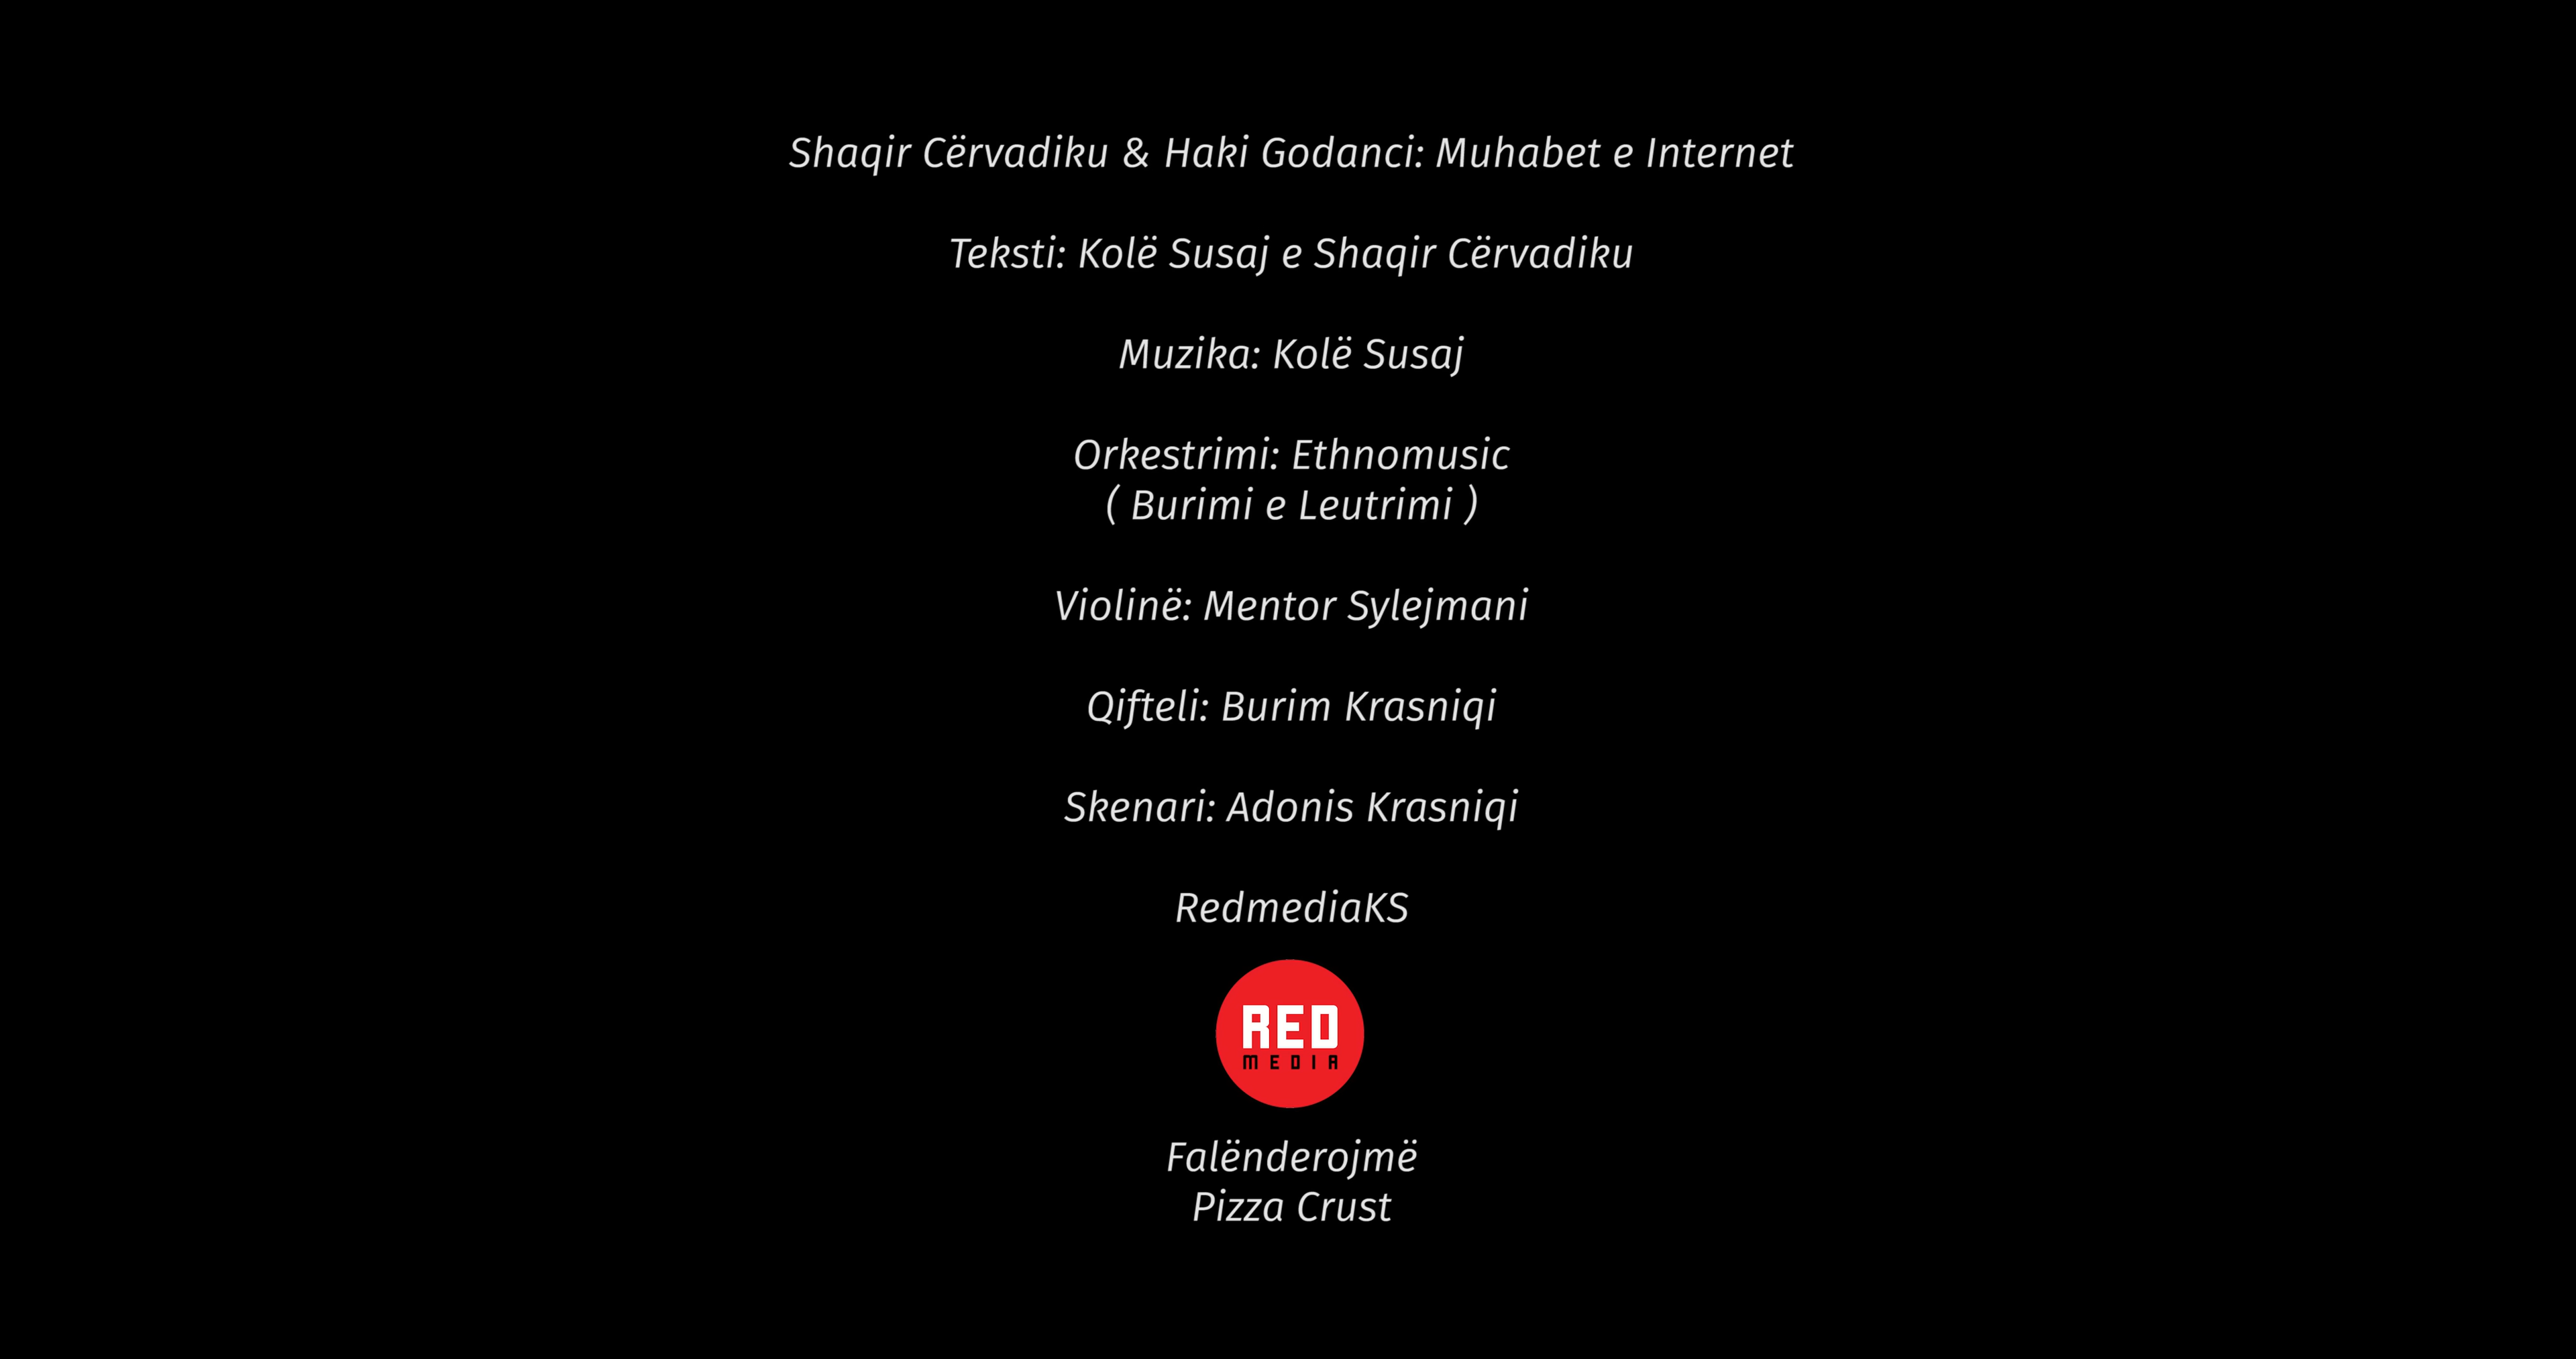 Shaqir Cërvadiku & Haki Godanci: Muhabet e Internet
Teksti: Kolë Susaj e Shaqir Cërvadiku
Muzika: Kolë Susaj
Orkestrimi: Ethnomusic
( Burimi e Leutrimi )
Violinë: Mentor Sylejmani
Qifteli: Burim Krasniqi
Skenari: Adonis Krasniqi
RedmediaKS
RED
MEDIA
Falënderojmë
Pizza Crust